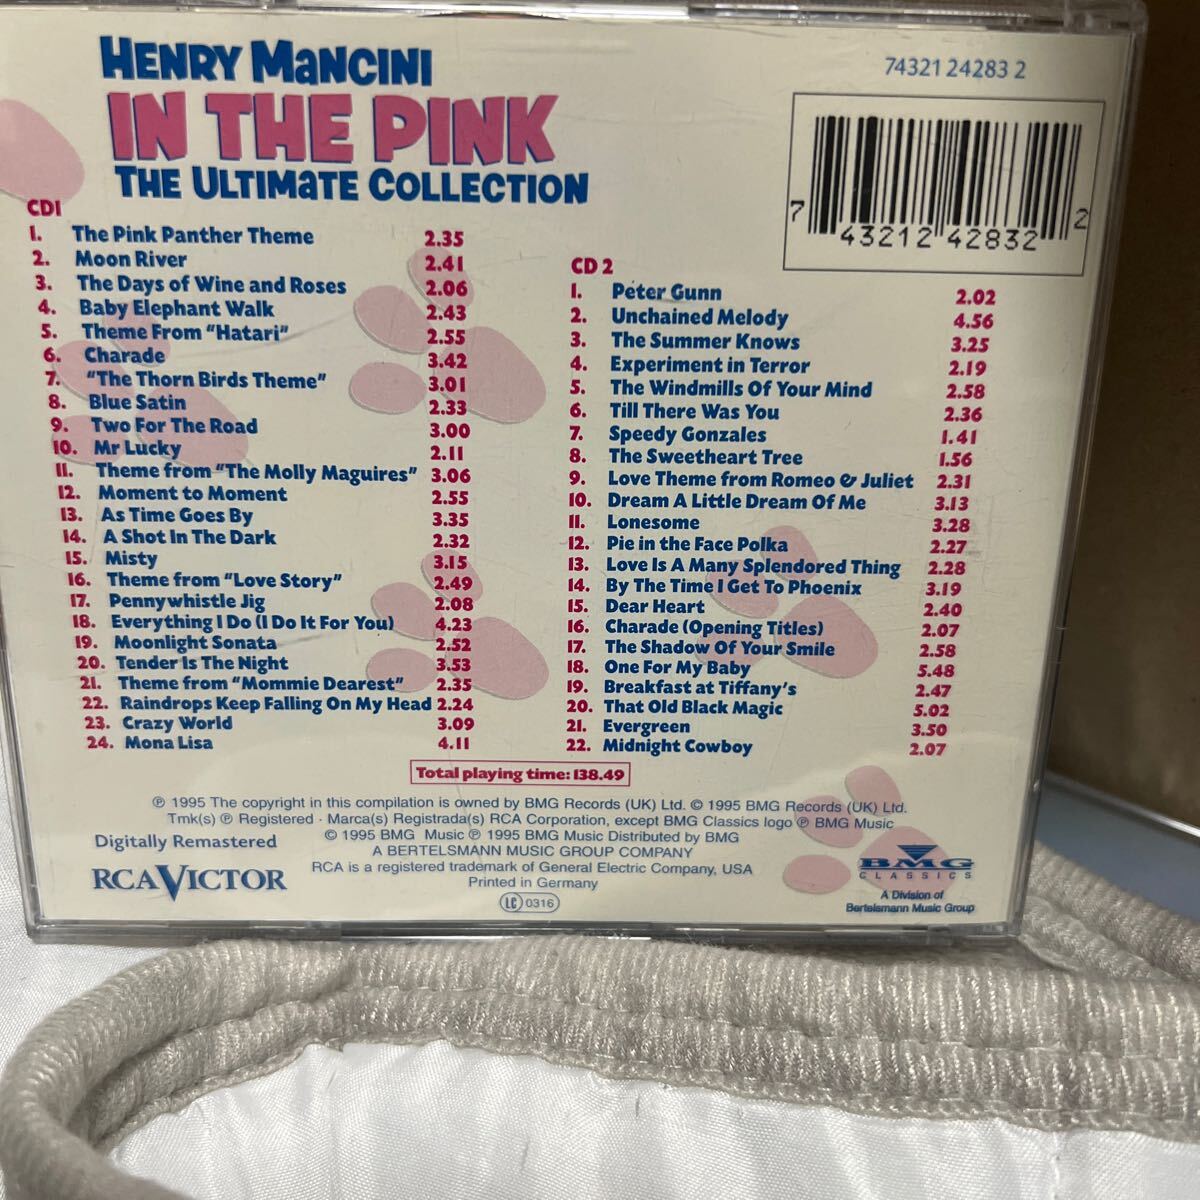 HENRY MANCINI
IN THE PINK
THE ULTIMATE COLLECTION
74321 24283 2
7 43212 42832 2
CD1
1. The Pink Panther Theme 2.35
2. Moon River 2.41
3. The Days of Wine and Roses 2.06
4. Baby Elephant Walk 2.43
5. Theme From "Hatari" 2.55
6. Charade 3.42
7. "The Thorn Birds Theme" 3.01
8. Blue Satin 2.33
9. Two For The Road 3.00
10. Mr Lucky 2.11
11. Theme from "The Molly Maguires" 3.06
12. Moment to Moment 2.55
13. As Time Goes By 3.35
14. A Shot In The Dark 2.32
15. Misty 3.15
16. Theme from "Love Story" 2.49
17. Pennywhistle Jig 2.08
18. Everything I Do (I Do It For You) 4.23
19. Moonlight Sonata 2.52
20. Tender Is The Night 3.53
21. Theme from "Mommie Dearest" 2.35
22. Raindrops Keep Falling On My Head 2.24
23. Crazy World 3.09
24. Mona Lisa 4.11
CD 2
1. Peter Gunn 2.02
2. Unchained Melody 4.56
3. The Summer Knows 3.25
4. Experiment in Terror 2.19
5. The Windmills Of Your Mind 2.58
6. Till There Was You 2.36
7. Speedy Gonzales 1.41
8. The Sweetheart Tree 1.56
9. Love Theme from Romeo & Juliet 2.31
10. Dream A Little Dream Of Me 3.13
11. Lonesome 3.28
12. Pie in the Face Polka 2.27
13. Love Is A Many Splendored Thing 2.28
14. By The Time I Get To Phoenix 3.19
15. Dear Heart 2.40
16. Charade (Opening Titles) 2.07
17. The Shadow Of Your Smile 2.58
18. One For My Baby 5.48
19. Breakfast at Tiffany's 2.47
20. That Old Black Magic 5.02
21. Evergreen 3.50
22. Midnight Cowboy 2.07
Total playing time: 138.49
℗ 1995 The copyright in this compilation is owned by BMG Records (UK) Ltd. © 1995 BMG Records (UK) Ltd.
Tmk(s) ℗ Registered · Marca(s) Registrada(s) RCA Corporation, except BMG Classics logo ℗ BMG Music
© 1995 BMG Music ℗ 1995 BMG Music Distributed by BMG
A BERTELSMANN MUSIC GROUP COMPANY
RCA is a registered trademark of General Electric Company, USA
Printed in Germany
LC 0316
Digitally Remastered
RCA VICTOR
BMG
CLASSICS
A Division of
Bertelsmann Music Group